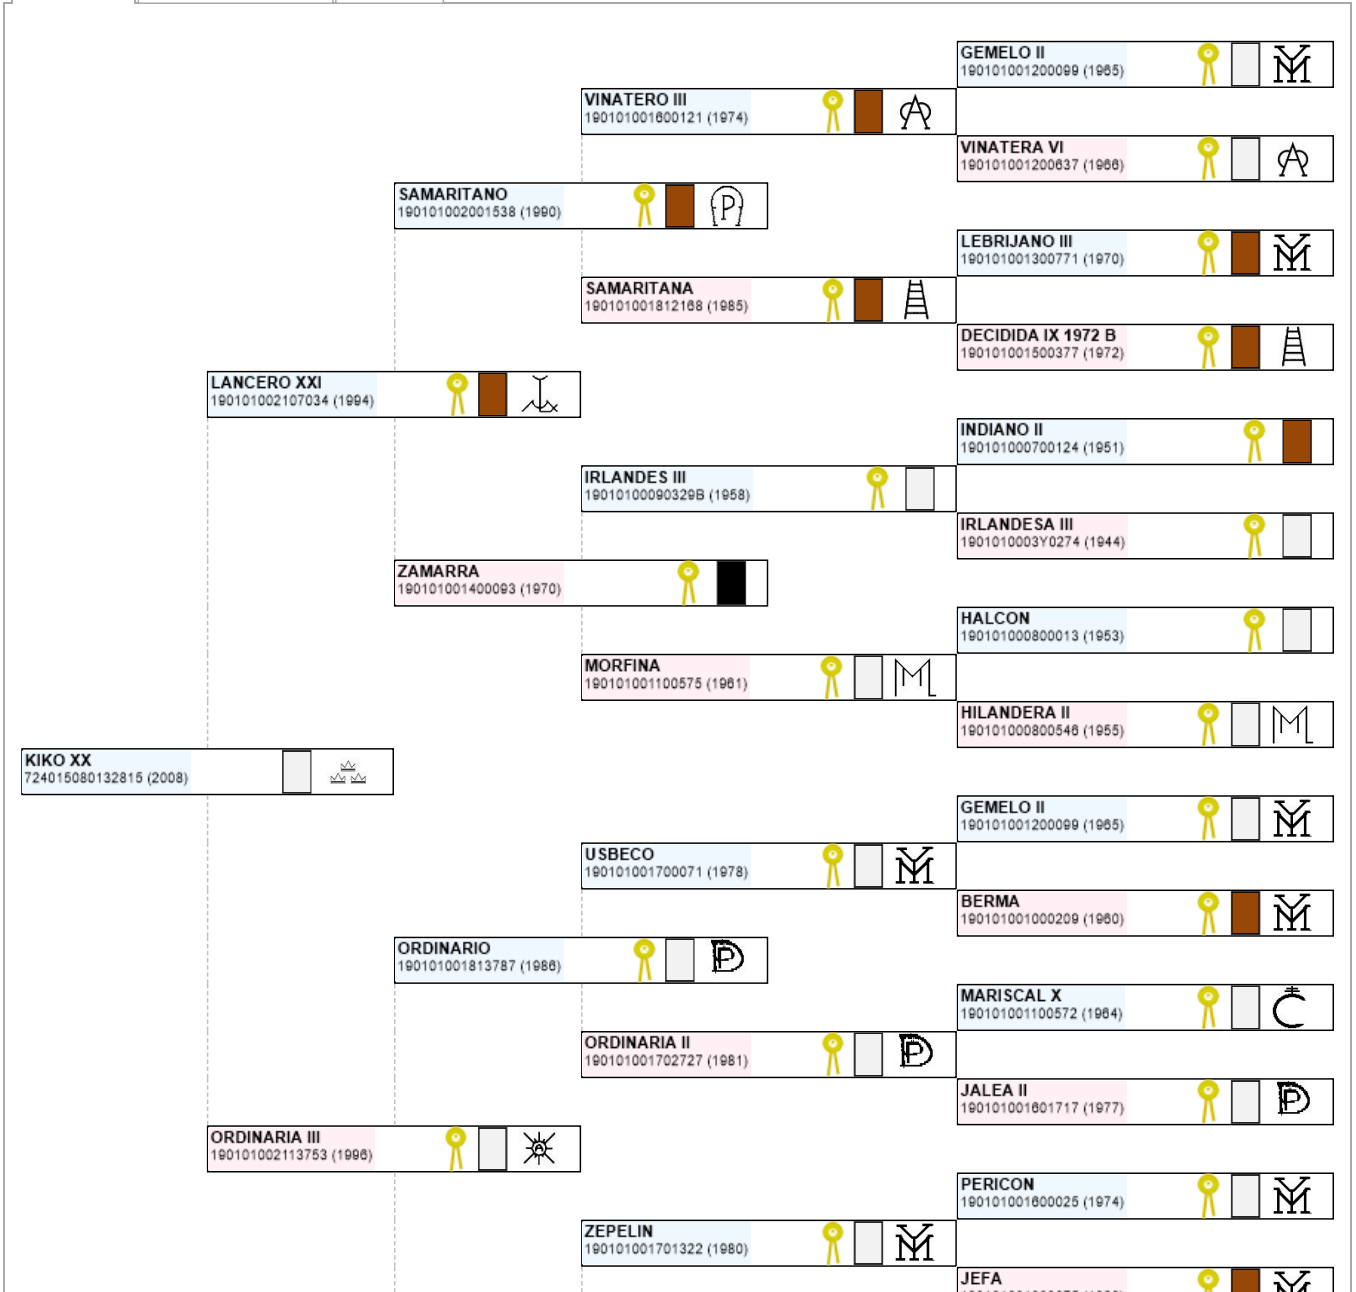 GEMELO II
190101001200099 (1965)
VINATERO III
190101001600121 (1974)
VINATERA VI
190101001200637 (1966)
SAMARITANO
190101002001538 (1990)
LEBRIJANO III
190101001300771 (1970)
SAMARITANA
190101001812168 (1985)
DECIDIDA IX 1972 B
190101001500377 (1972)
LANCERO XXI
190101002107034 (1994)
INDIANO II
190101000700124 (1951)
IRLANDES III
19010100090329B (1958)
IRLANDESA III
1901010003Y0274 (1944)
ZAMARRA
190101001400093 (1970)
HALCON
190101000800013 (1953)
MORFINA
190101001100575 (1961)
HILANDERA II
190101000800546 (1955)
KIKO XX
724015080132815 (2008)
GEMELO II
190101001200099 (1965)
USBECO
190101001700071 (1978)
BERMA
190101001000209 (1960)
ORDINARIO
190101001813787 (1986)
MARISCAL X
190101001100572 (1964)
ORDINARIA II
190101001702727 (1981)
JALEA II
190101001601717 (1977)
ORDINARIA III
190101002113753 (1996)
PERICON
190101001600025 (1974)
ZEPELIN
190101001701322 (1980)
JEFA